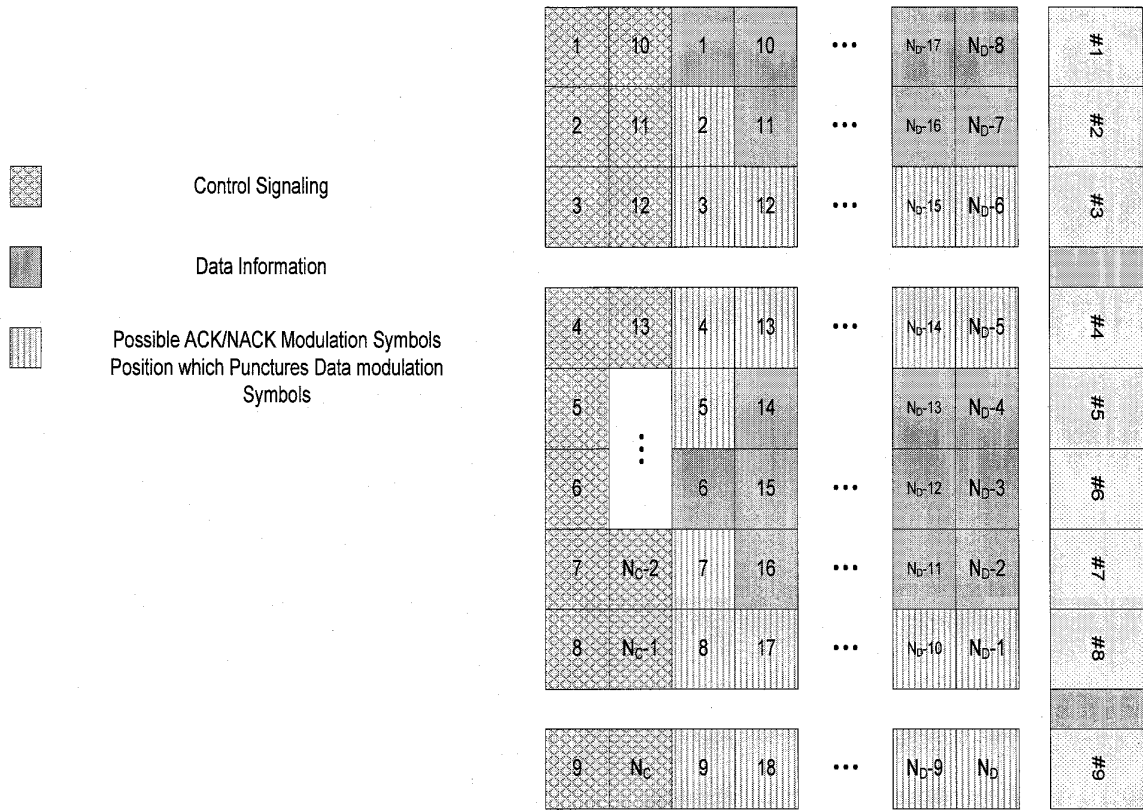 1 10 1 10 ••• N_D-17 N_D-8 #1
2 11 2 11 ••• N_D-16 N_D-7 #2
Control Signaling
3 12 3 12 ••• N_D-15 N_D-6 #3
Data Information
4 13 4 13 ••• N_D-14 N_D-5 #4
Possible ACK/NACK Modulation Symbols
Position which Punctures Data modulation
Symbols
5 ⋮ 5 14 N_D-13 N_D-4 #5
6 6 15 ••• N_D-12 N_D-3 #6
7 N_C-2 7 16 ••• N_D-11 N_D-2 #7
8 N_C-1 8 17 ••• N_D-10 N_D-1 #8
9 N_C 9 18 ••• N_D-9 N_D #9